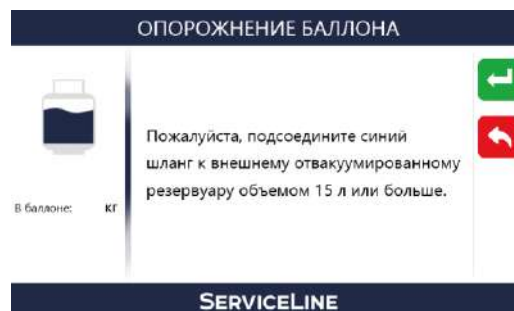 ОПОРОЖНЕНИЕ БАЛЛОНА
Пожалуйста, подсоедините синий
шланг к внешнему отвакуумированному
резервуару объемом 15 л или больше.
В баллоне: кг
SERVICELINE